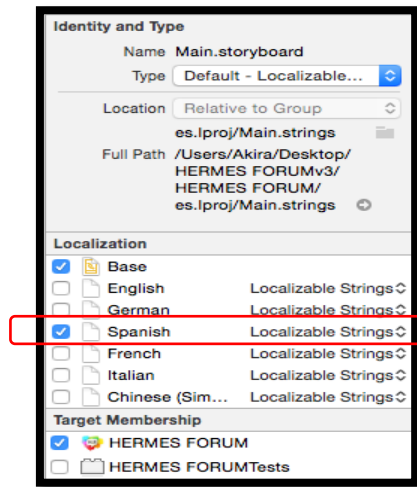 Identity and Type
Name Main.storyboard
Type Default - Localizable...
Location Relative to Group
es.lproj/Main.strings
Full Path /Users/Akira/Desktop/
HERMES FORUMv3/
HERMES FORUM/
es.lproj/Main.strings
Localization
Base
English Localizable Strings
German Localizable Strings
Spanish Localizable Strings
French Localizable Strings
Italian Localizable Strings
Chinese (Sim... Localizable Strings
Target Membership
HERMES FORUM
HERMES FORUMTests